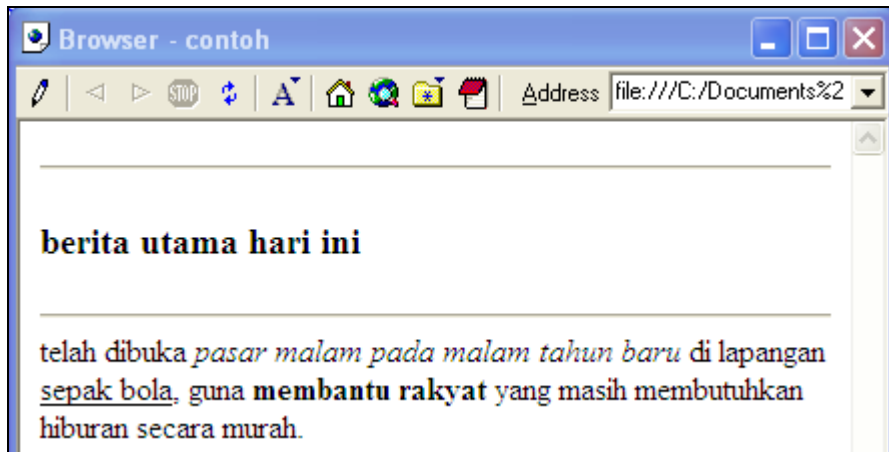 Browser - contoh
STOP A Address file:///C:/Documents%2
berita utama hari ini
telah dibuka pasar malam pada malam tahun baru di lapangan
sepak bola, guna membantu rakyat yang masih membutuhkan
hiburan secara murah.